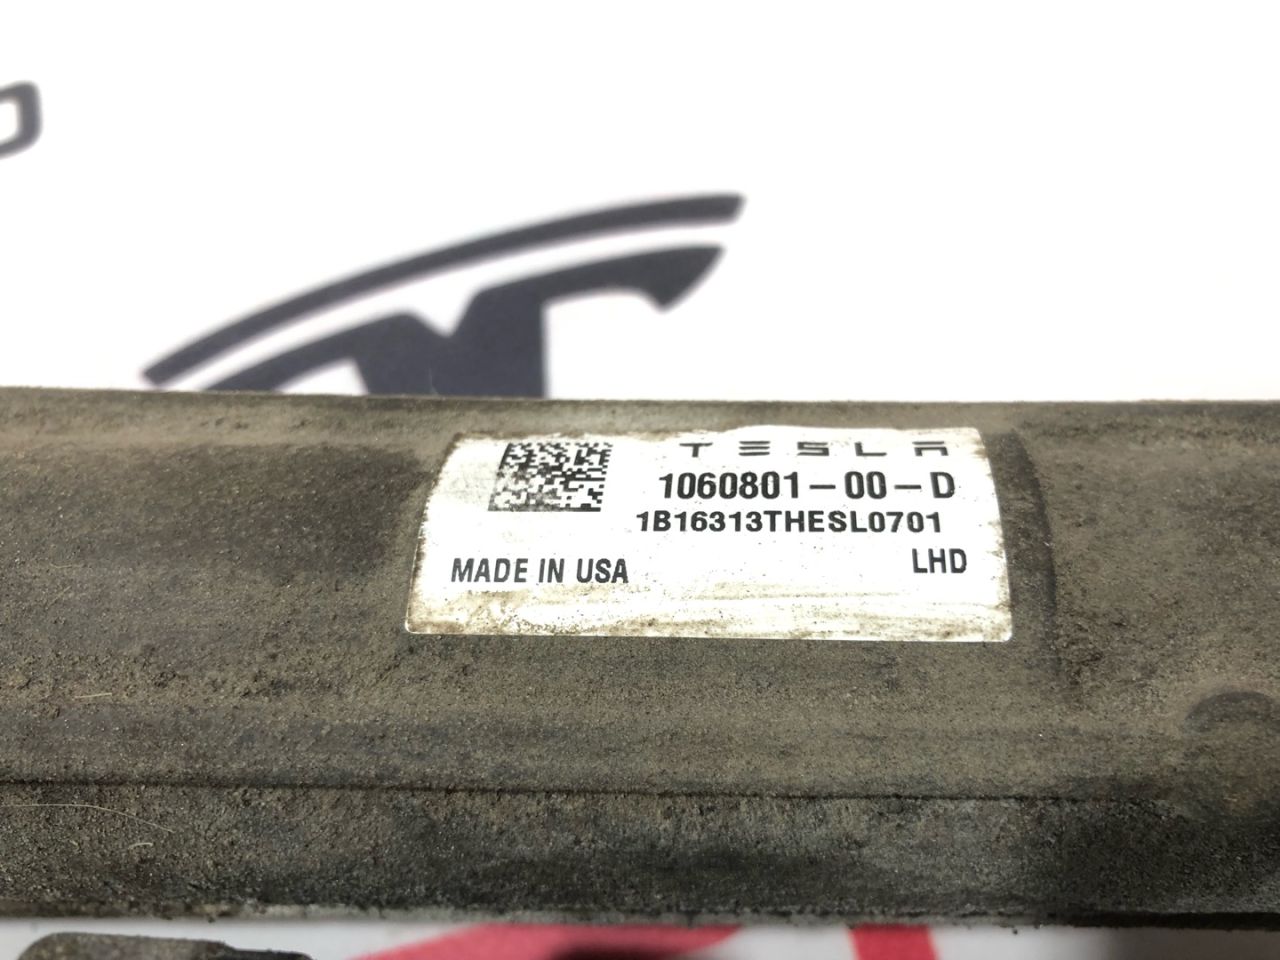 TESLA
1060801-00-D
1B16313THESL0701
LHD
MADE IN USA